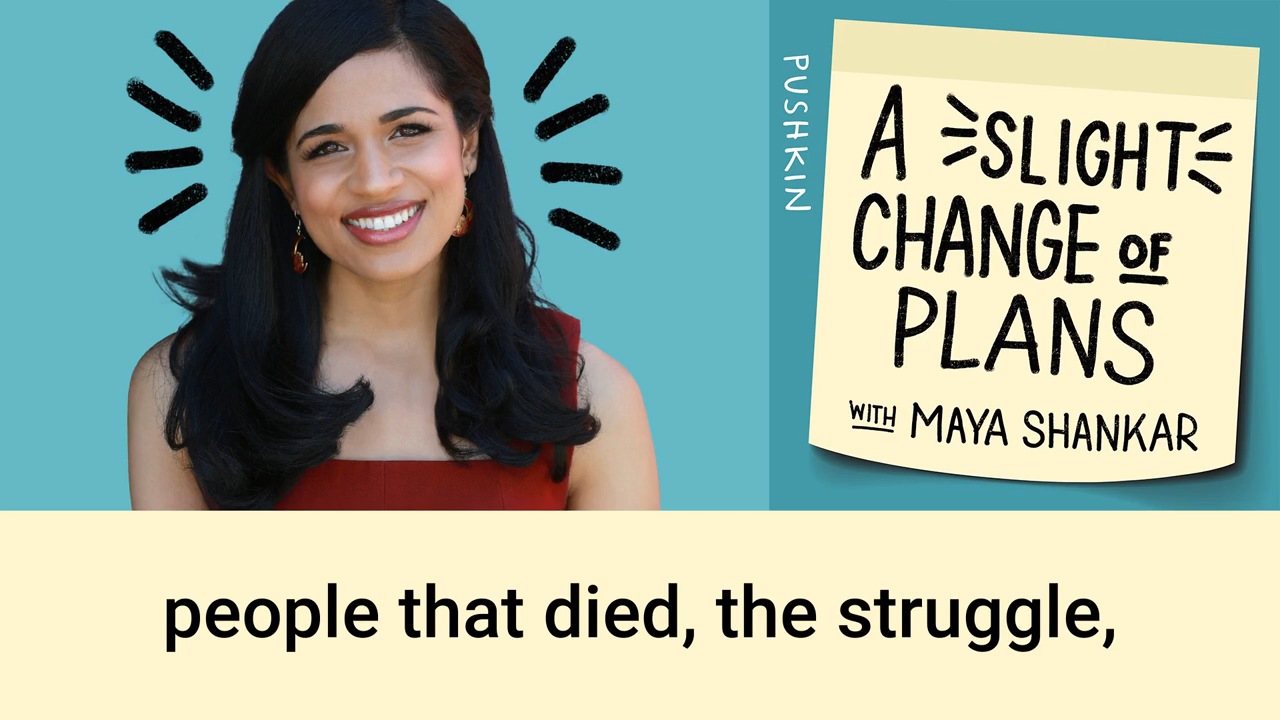 PUSHKIN
A SLIGHT
CHANGE OF
PLANS
WITH MAYA SHANKAR
people that died, the struggle,